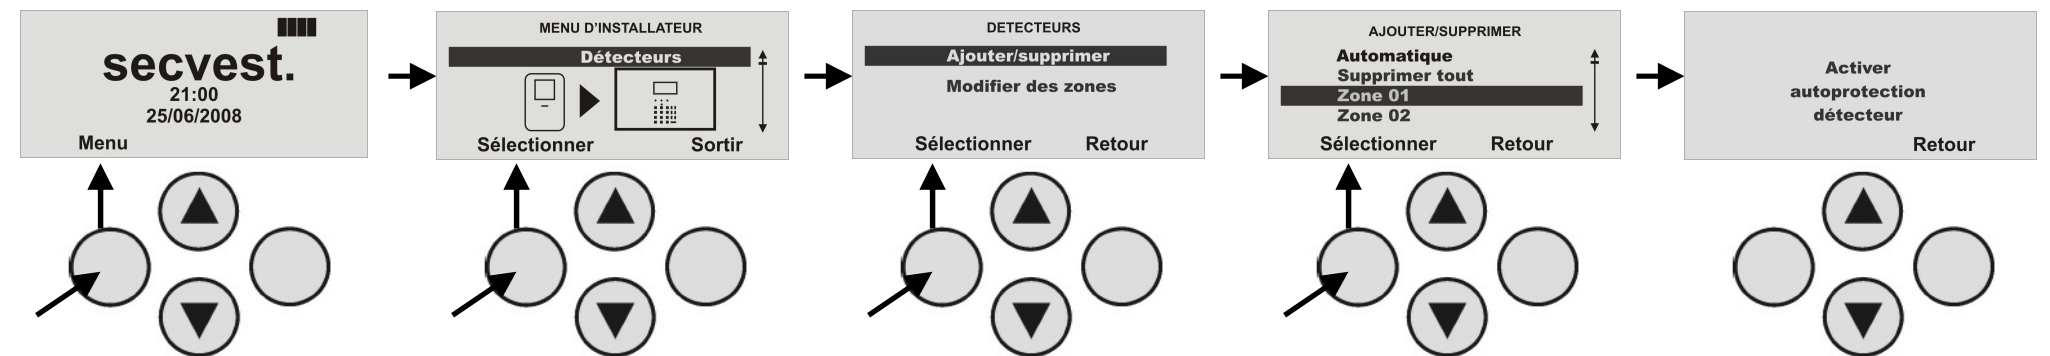 secvest.
21:00
25/06/2008
Menu
MENU D'INSTALLATEUR
Détecteurs
Sélectionner Sortir
DETECTEURS
Ajouter/supprimer
Modifier des zones
Sélectionner Retour
AJOUTER/SUPPRIMER
Automatique
Supprimer tout
Zone 01
Zone 02
Sélectionner Retour
Activer
autoprotection
détecteur
Retour